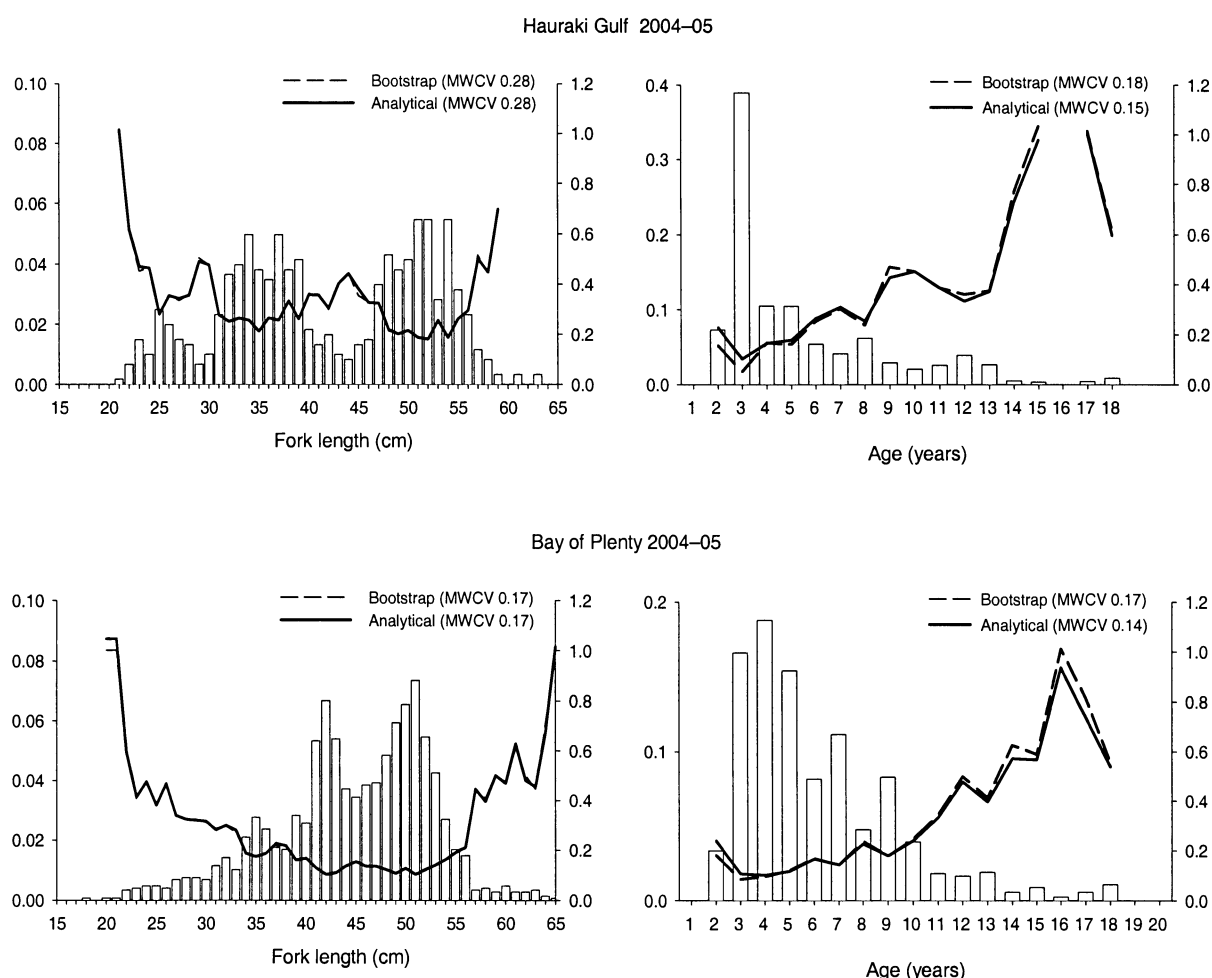 Hauraki Gulf 2004–05
Bootstrap (MWCV 0.28)
Analytical (MWCV 0.28)
0.10
0.08
0.06
0.04
0.02
0.00
1.2
1.0
0.8
0.6
0.4
0.2
0.0
15 20 25 30 35 40 45 50 55 60 65
Fork length (cm)
Bootstrap (MWCV 0.18)
Analytical (MWCV 0.15)
0.4
0.3
0.2
0.1
0.0
1.2
1.0
0.8
0.6
0.4
0.2
0.0
1 2 3 4 5 6 7 8 9 10 11 12 13 14 15 16 17 18
Age (years)
Bay of Plenty 2004–05
Bootstrap (MWCV 0.17)
Analytical (MWCV 0.17)
0.10
0.08
0.06
0.04
0.02
0.00
1.2
1.0
0.8
0.6
0.4
0.2
0.0
15 20 25 30 35 40 45 50 55 60 65
Fork length (cm)
Bootstrap (MWCV 0.17)
Analytical (MWCV 0.14)
0.2
0.1
0.0
1.2
1.0
0.8
0.6
0.4
0.2
0.0
1 2 3 4 5 6 7 8 9 10 11 12 13 14 15 16 17 18 19 20
Age (years)